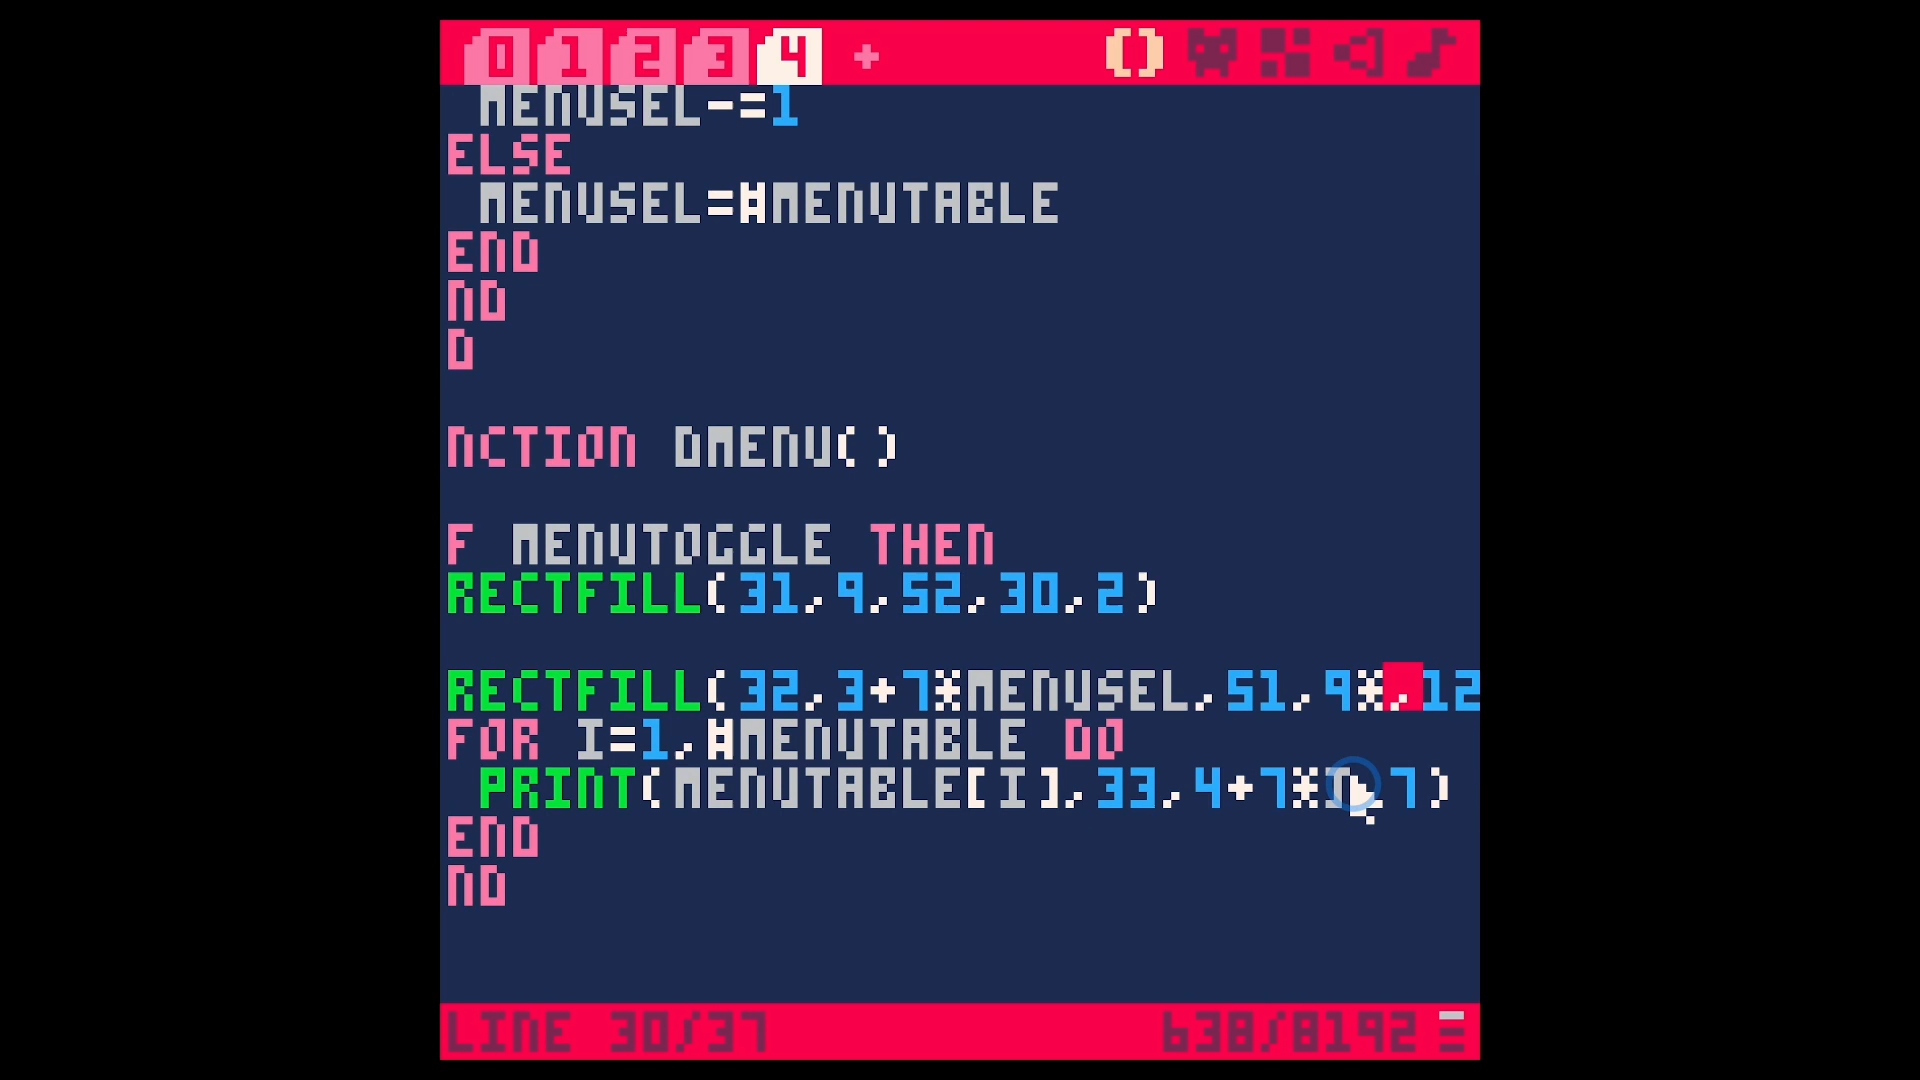 0 1 2 3 4 +
MENUSEL-=1
ELSE
MENUSEL=#MENUTABLE
END
ND
D
NCTION DMENU()
F MENUTOGGLE THEN
RECTFILL(31,9,52,30,2)
RECTFILL(32,3+7*MENUSEL,51,9*,12
FOR I=1,#MENUTABLE DO
PRINT(MENUTABLE[I],33,4+7*I,7)
END
ND
LINE 30/37
638/8192